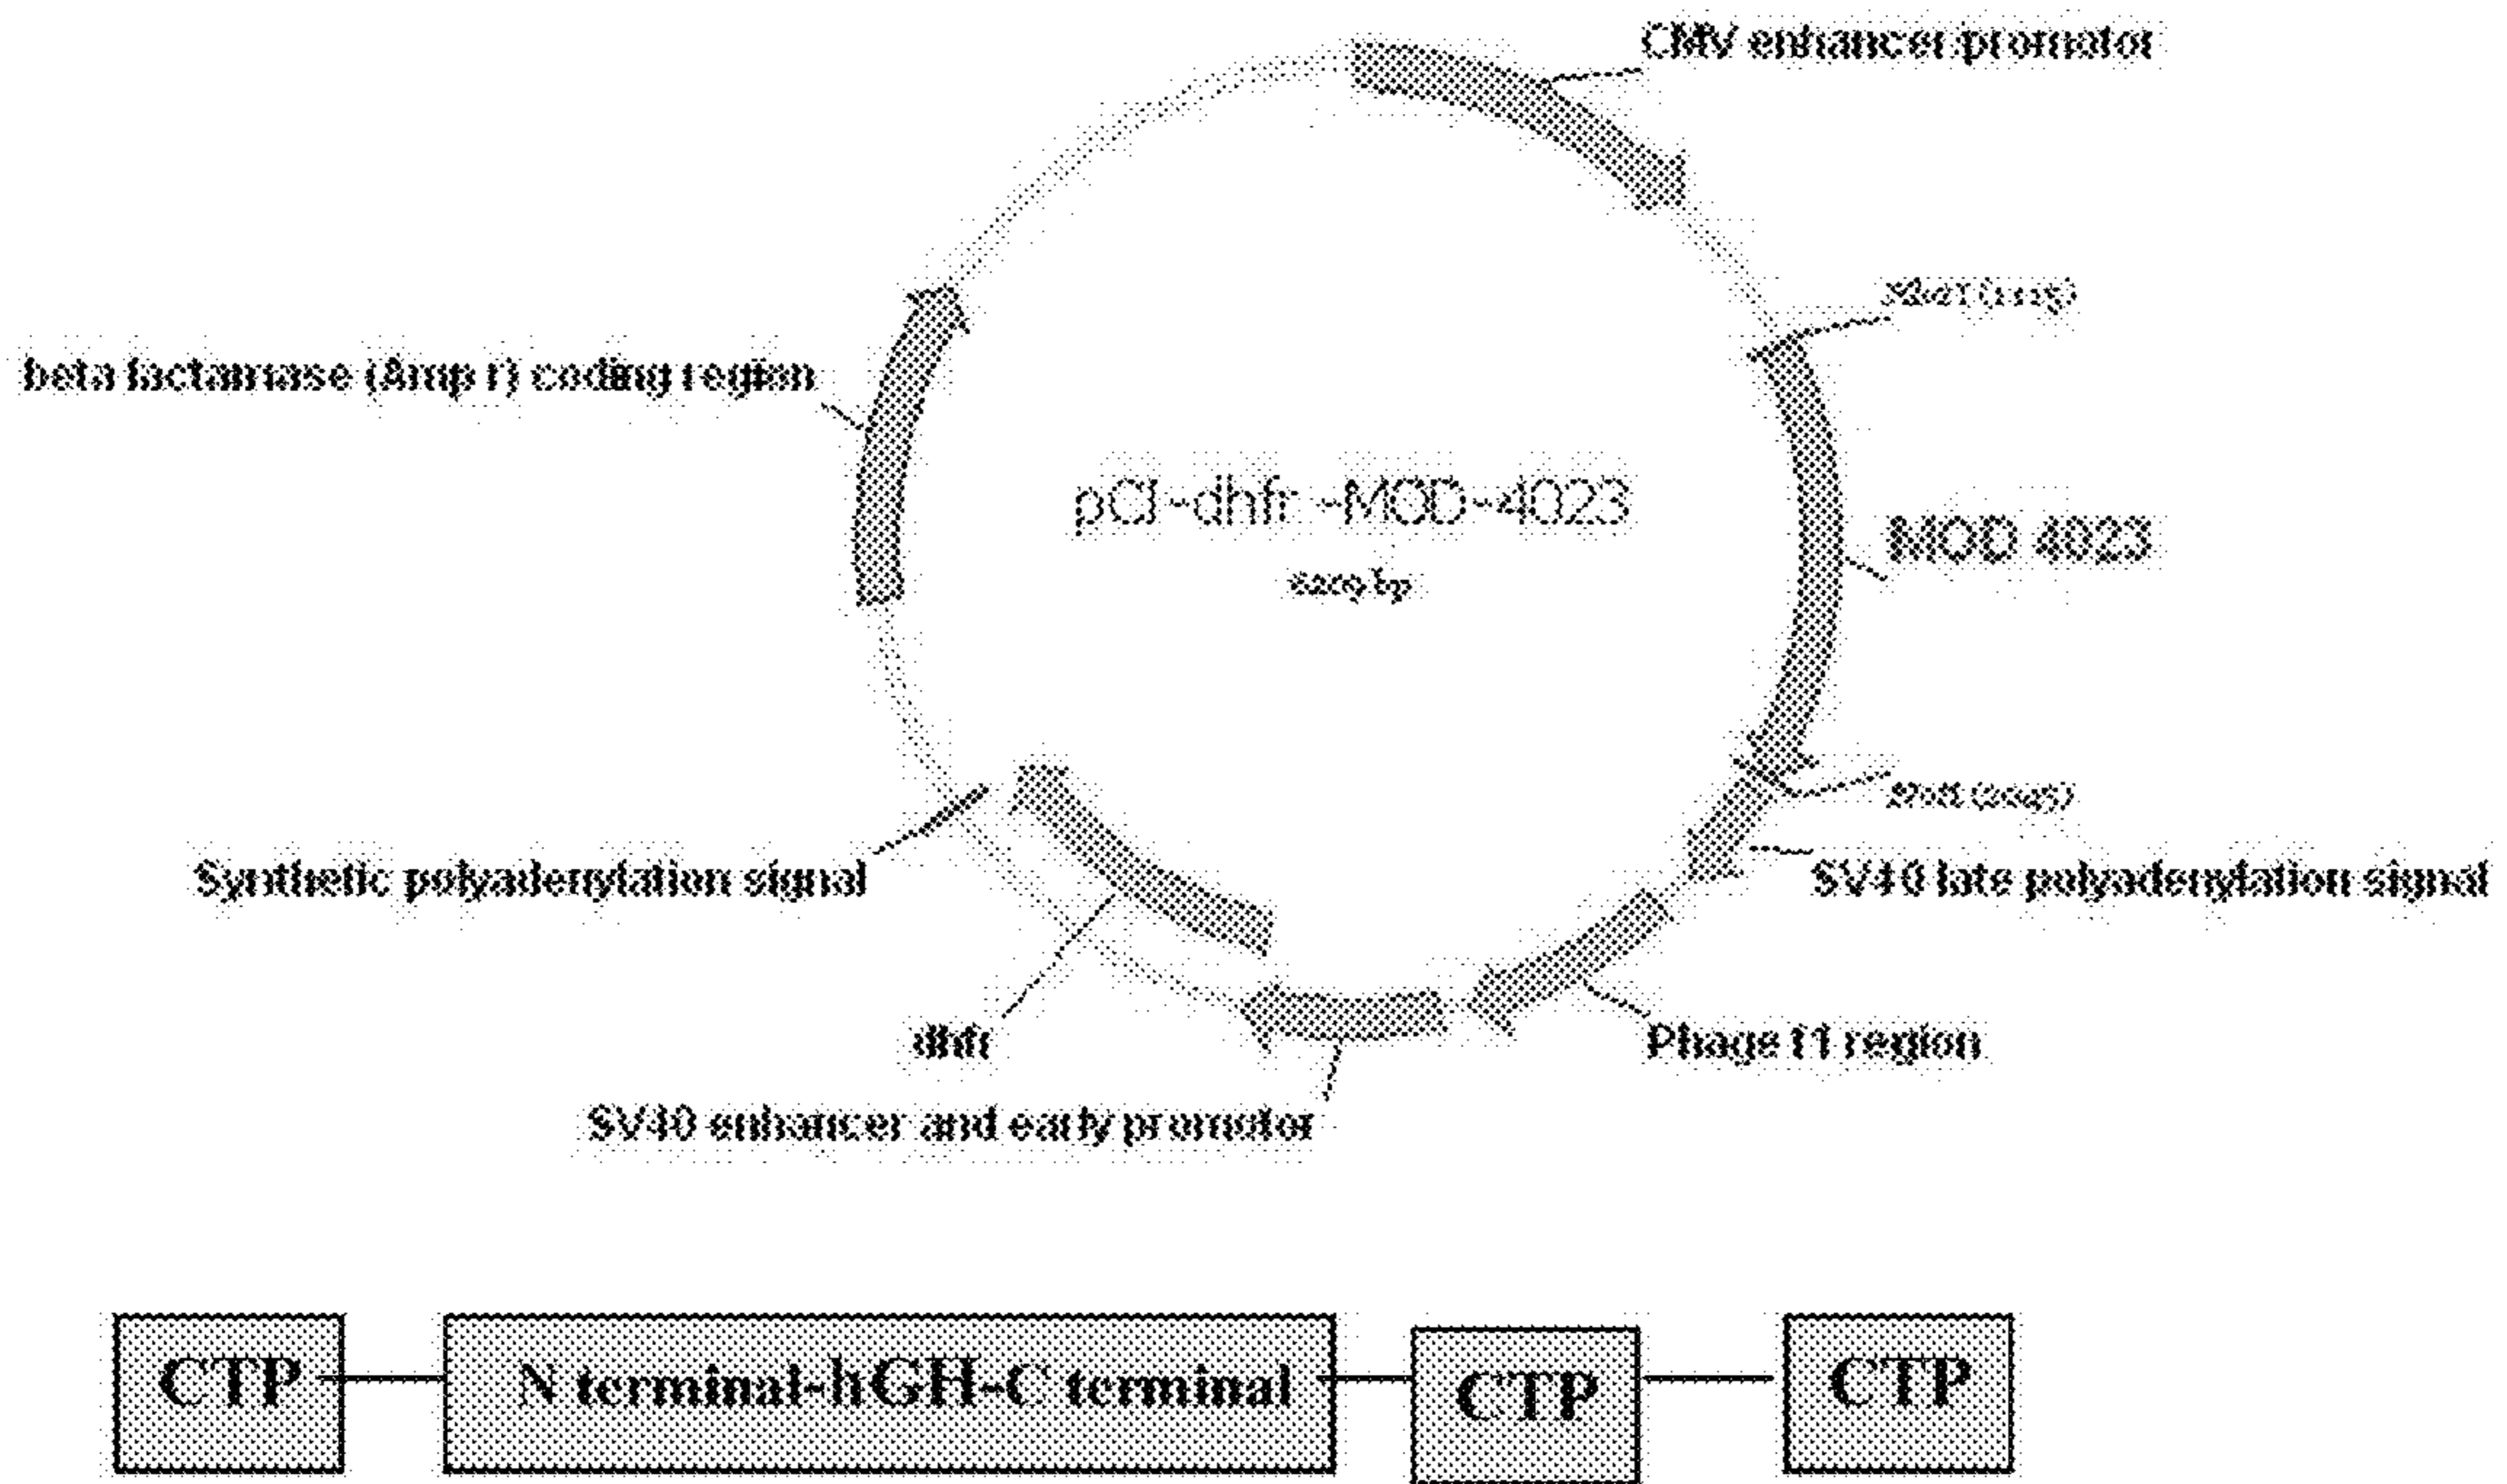 CMV enhancer promotor
beta lactamase (Amp r) coding region
pCI-dhfr -MOD-4023
MOD 4023
Synthetic polyadenylation signal
SV40 late polyadenylation signal
dhfr
Phage f1 region
SV40 enhancer and early promotor
CTP
N terminal-hGH-C terminal
CTP
CTP